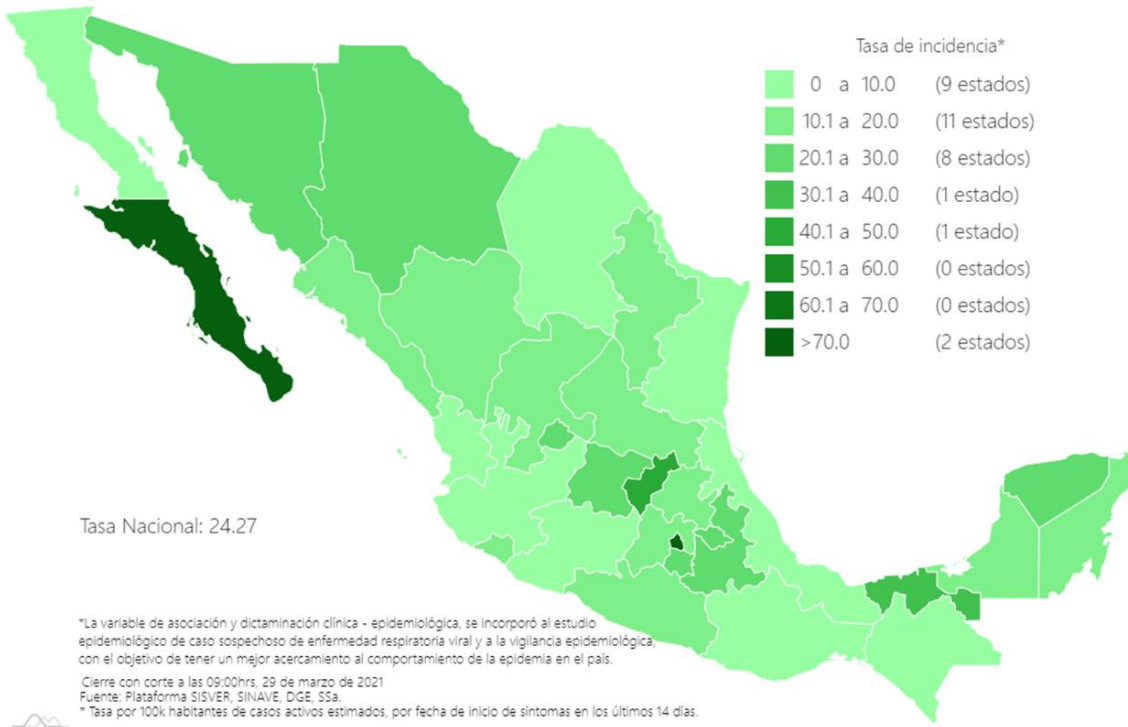 Tasa de incidencia*
0 a 10.0 (9 estados)
10.1 a 20.0 (11 estados)
20.1 a 30.0 (8 estados)
30.1 a 40.0 (1 estado)
40.1 a 50.0 (1 estado)
50.1 a 60.0 (0 estados)
60.1 a 70.0 (0 estados)
>70.0 (2 estados)
Tasa Nacional: 24.27
*La variable de asociación y dictaminación clínica - epidemiológica, se incorporó al estudio
epidemiológico de caso sospechoso de enfermedad respiratoria viral y a la vigilancia epidemiológica,
con el objetivo de tener un mejor acercamiento al comportamiento de la epidemia en el país.
Cierre con corte a las 09:00hrs, 29 de marzo de 2021
Fuente: Plataforma SISVER, SINAVE, DGE, SSa.
* Tasa por 100k habitantes de casos activos estimados, por fecha de inicio de síntomas en los últimos 14 días.